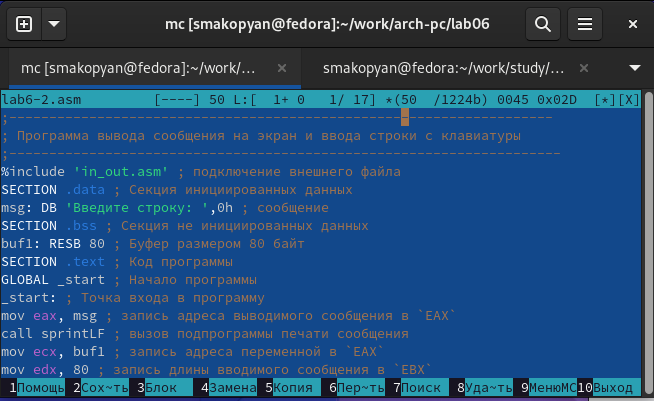 mc [smakopyan@fedora]:~/work/arch-pc/lab06
mc [smakopyan@fedora]:~/work/... × smakopyan@fedora:~/work/study/... ×
lab6-2.asm [----] 50 L:[ 1+ 0 1/ 17] *(50 /1224b) 0045 0x02D [*][X]
;--------------------------------------------------------------------
; Программа вывода сообщения на экран и ввода строки с клавиатуры
;---------------------------------------------------------------------
%include 'in_out.asm' ; подключение внешнего файла
SECTION .data ; Секция инициированных данных
msg: DB 'Введите строку: ',0h ; сообщение
SECTION .bss ; Секция не инициированных данных
buf1: RESB 80 ; Буфер размером 80 байт
SECTION .text ; Код программы
GLOBAL _start ; Начало программы
_start: ; Точка входа в программу
mov eax, msg ; запись адреса выводимого сообщения в `EAX`
call sprintLF ; вызов подпрограммы печати сообщения
mov ecx, buf1 ; запись адреса переменной в `EAX`
mov edx, 80 ; запись длины вводимого сообщения в `EBX`
1Помощь 2Сох~ть 3Блок 4Замена 5Копия 6Пер~ть 7Поиск 8Уда~ть 9МенюMC 10Выход